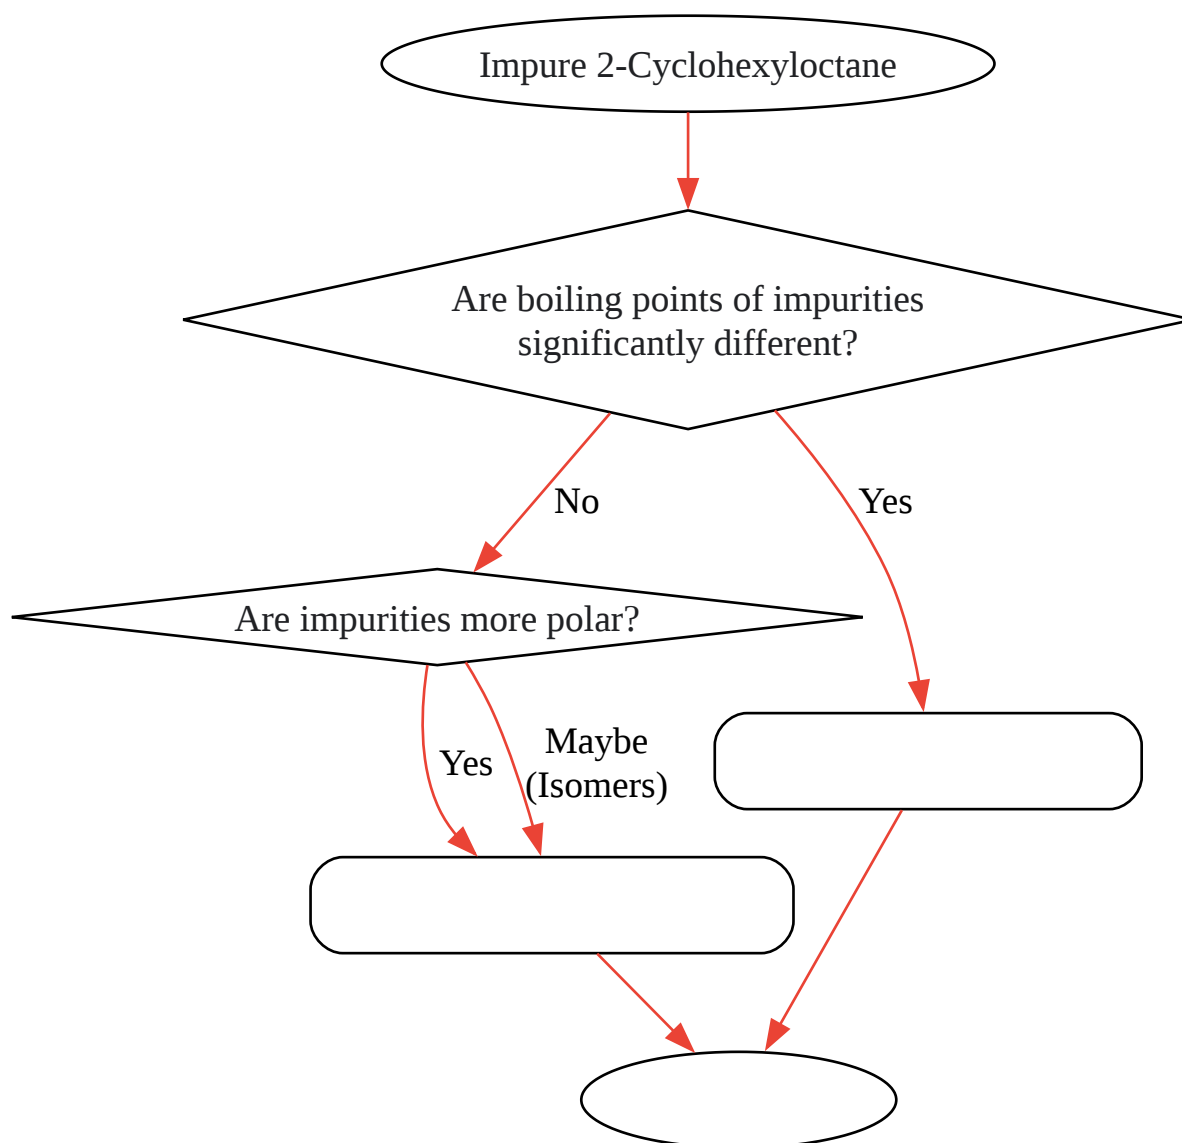 Impure 2-Cyclohexyloctane
Are boiling points of impurities
significantly different?
No
Yes
Are impurities more polar?
Yes
Maybe
(Isomers)